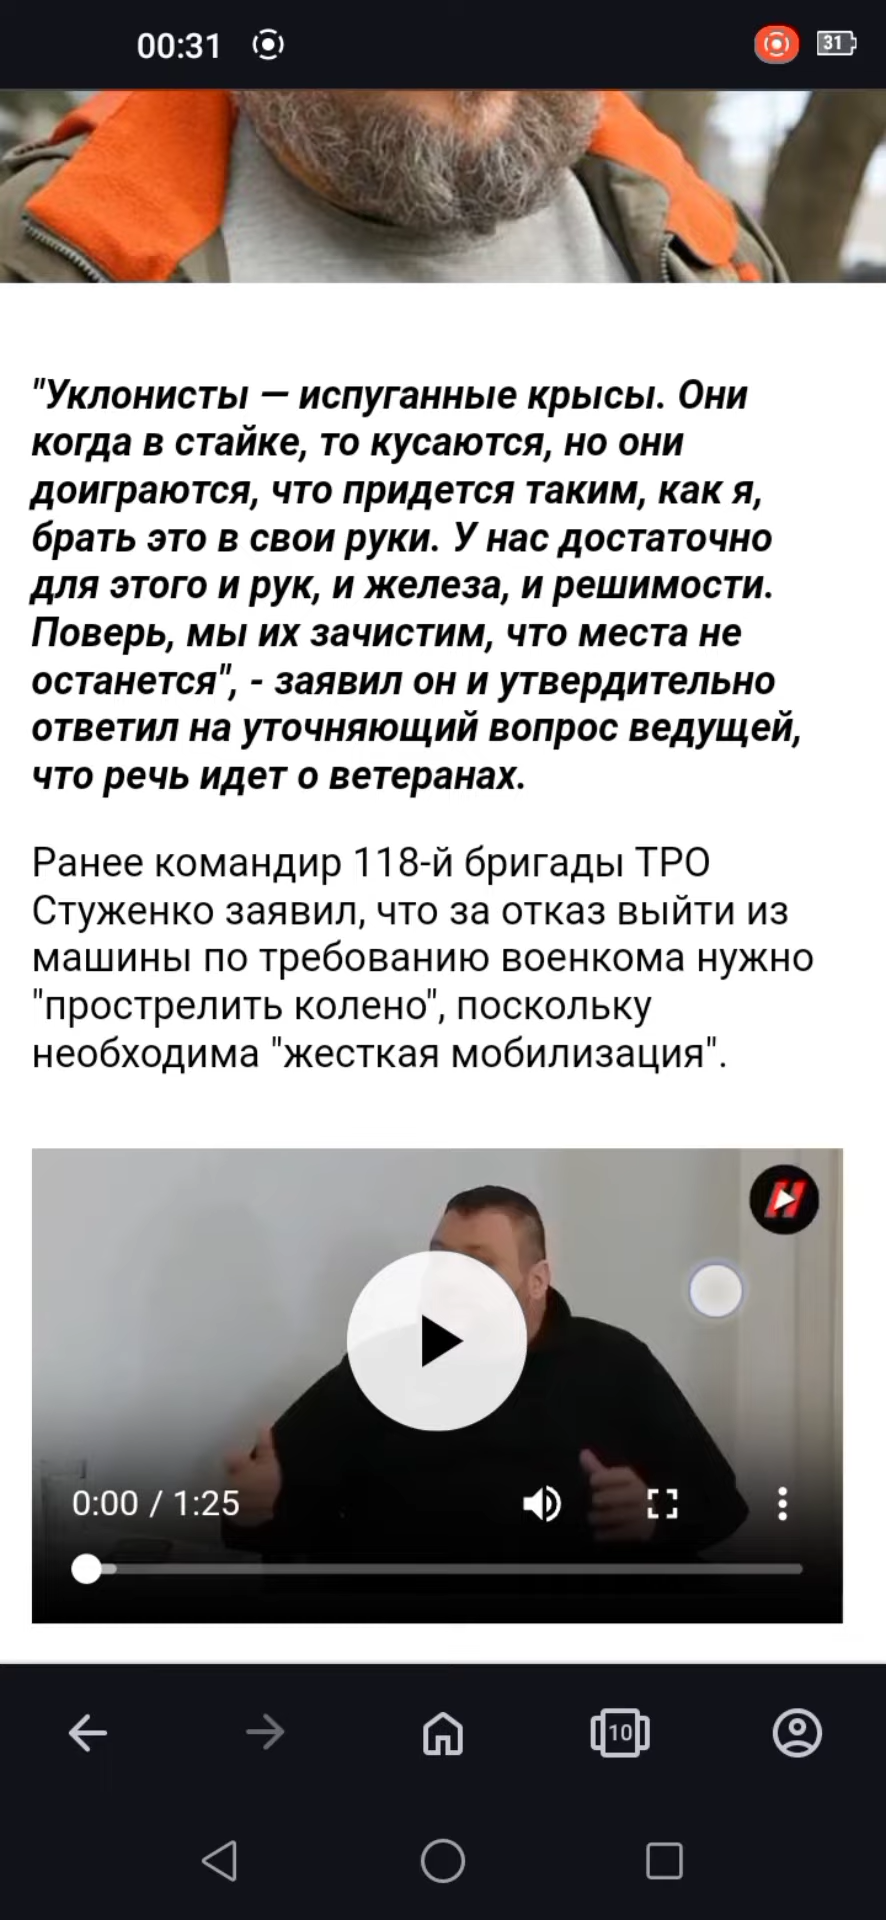 00:31
31
"Уклонисты — испуганные крысы. Они
когда в стайке, то кусаются, но они
доиграются, что придется таким, как я,
брать это в свои руки. У нас достаточно
для этого и рук, и железа, и решимости.
Поверь, мы их зачистим, что места не
останется", - заявил он и утвердительно
ответил на уточняющий вопрос ведущей,
что речь идет о ветеранах.
Ранее командир 118-й бригады ТРО
Стуженко заявил, что за отказ выйти из
машины по требованию военкома нужно
"прострелить колено", поскольку
необходима "жесткая мобилизация".
0:00 / 1:25
10